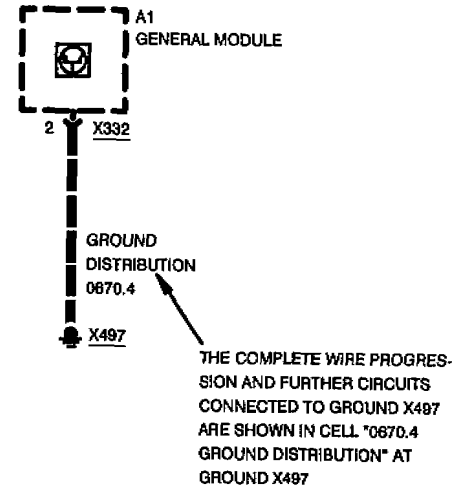 A1
GENERAL MODULE
2 X332
GROUND
DISTRIBUTION
0670.4
X497
THE COMPLETE WIRE PROGRES-
SION AND FURTHER CIRCUITS
CONNECTED TO GROUND X497
ARE SHOWN IN CELL "0670.4
GROUND DISTRIBUTION" AT
GROUND X497